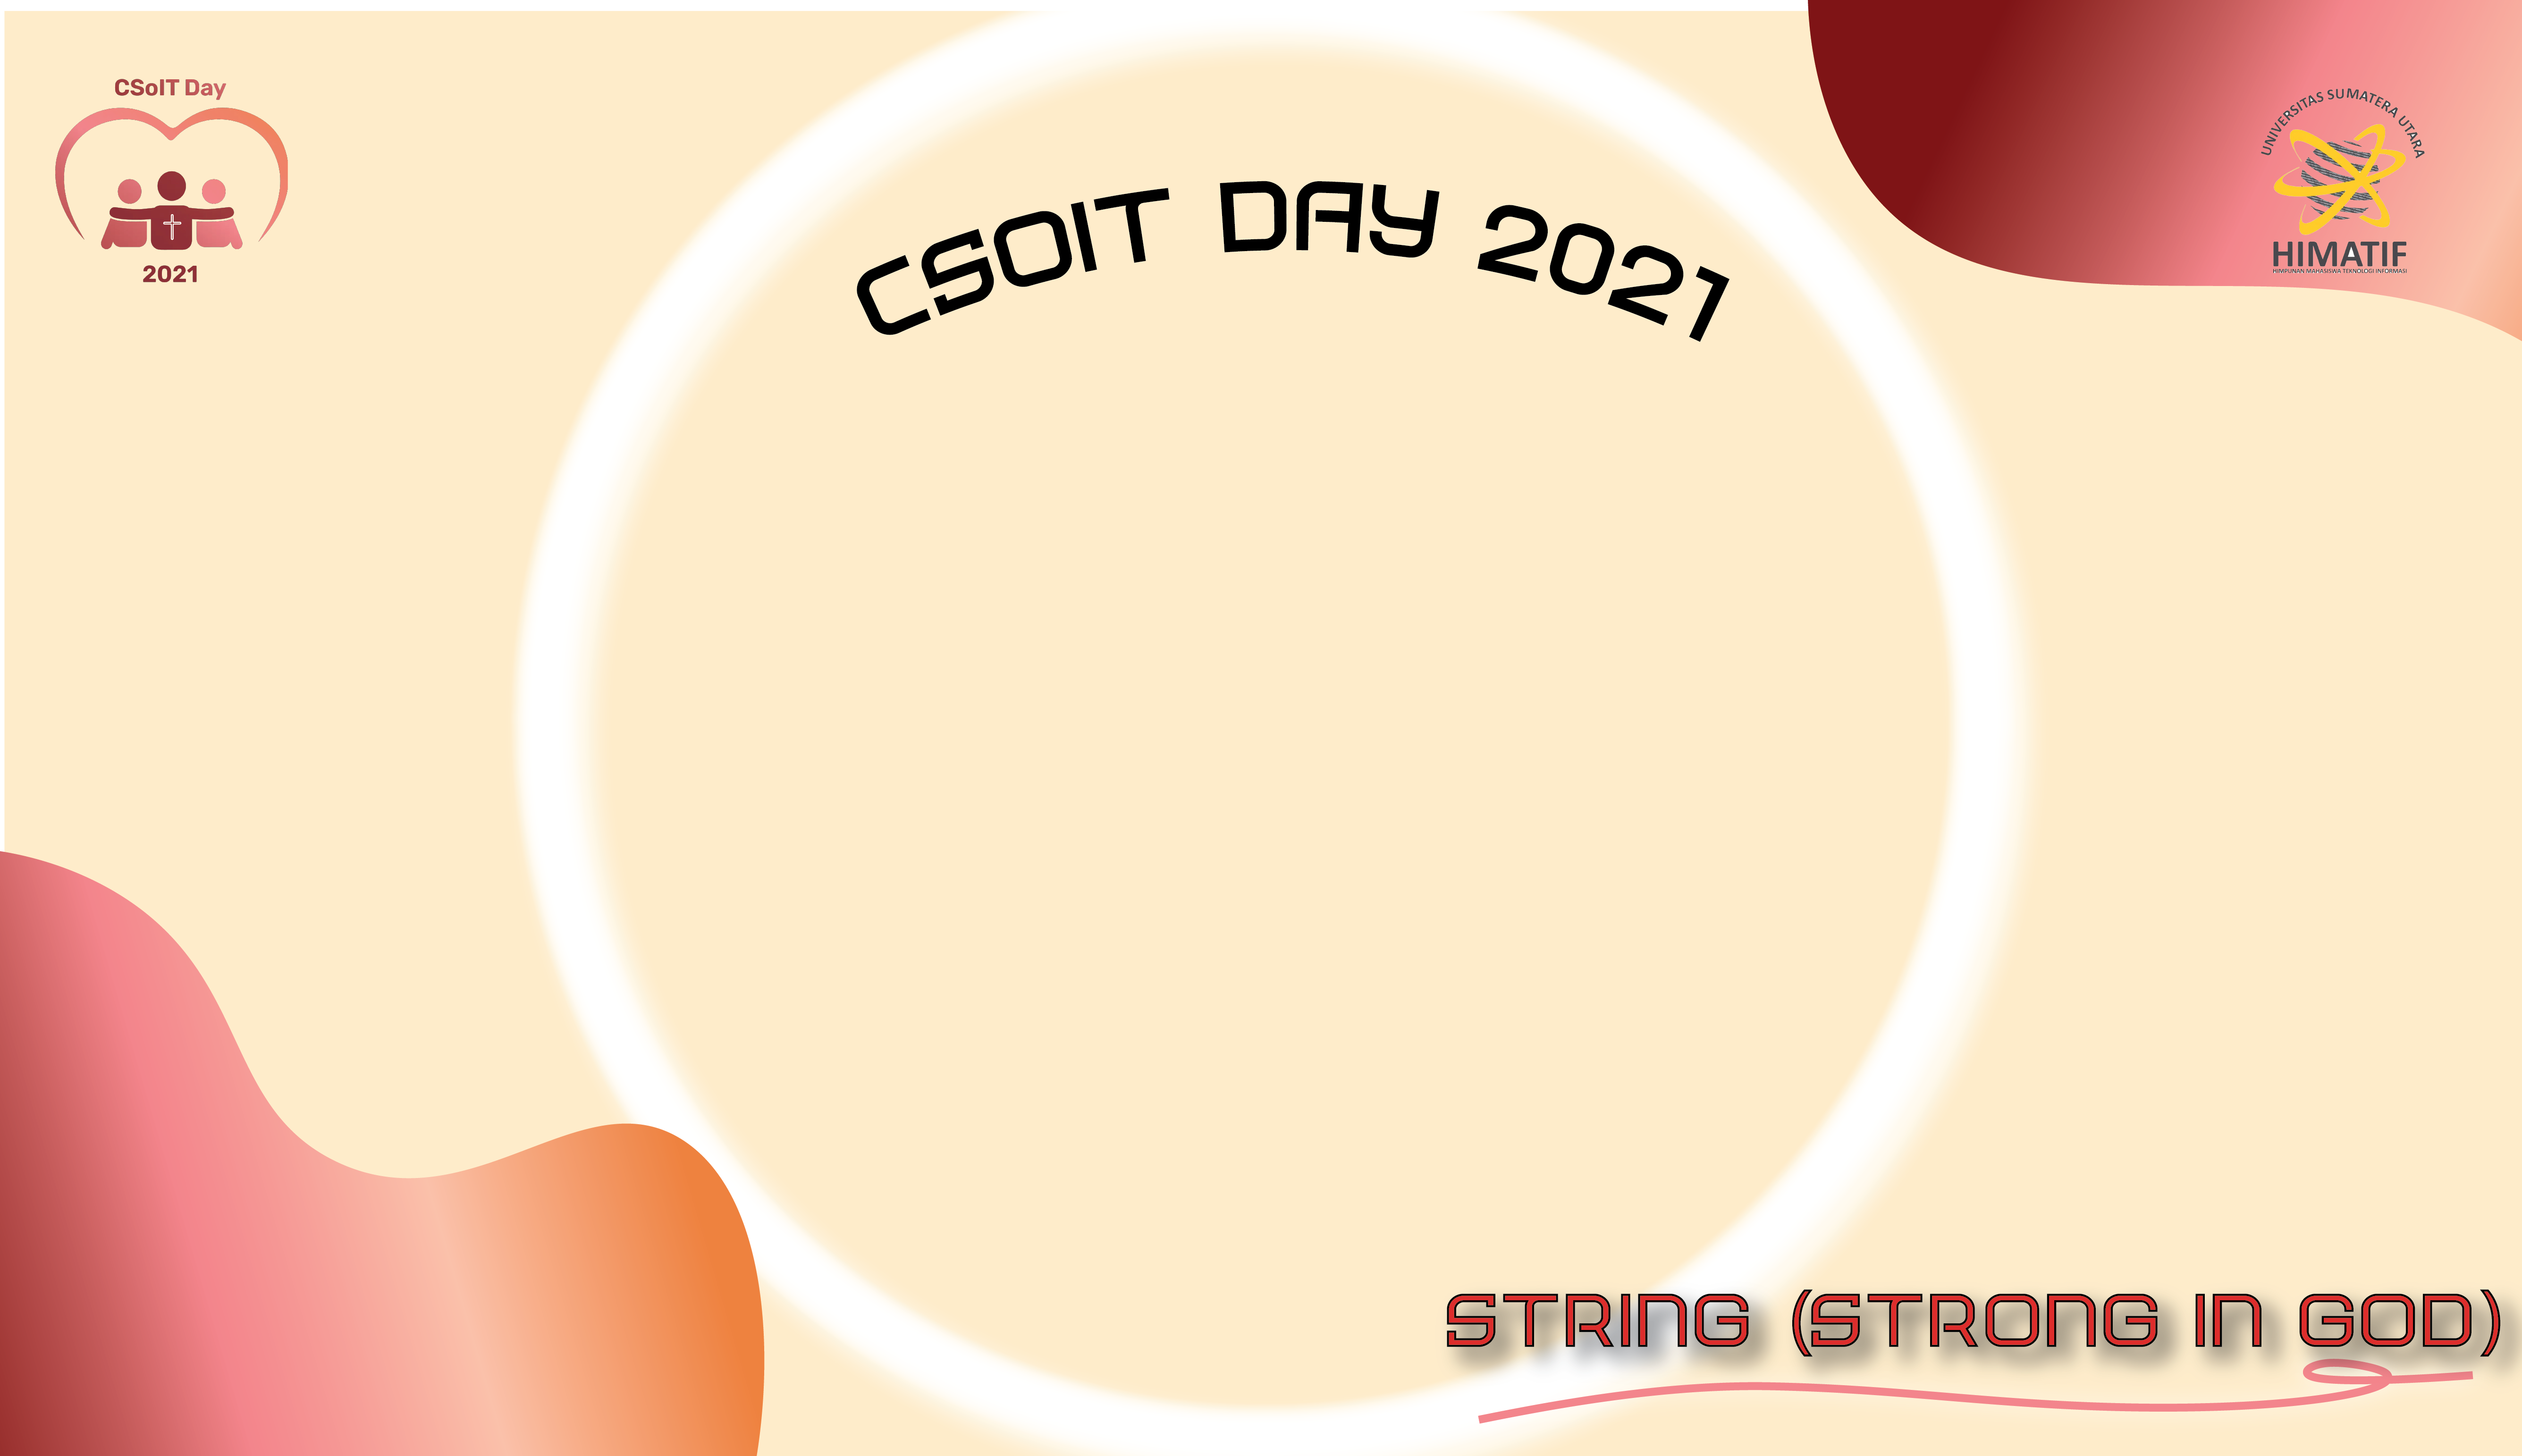 CSoIT Day
2021
CSOIT DAY 2021
UNIVERSITAS SUMATERA UTARA
HIMATIF
HIMPUNAN MAHASISWA TEKNOLOGI INFORMASI
STRING (STRONG IN GOD)